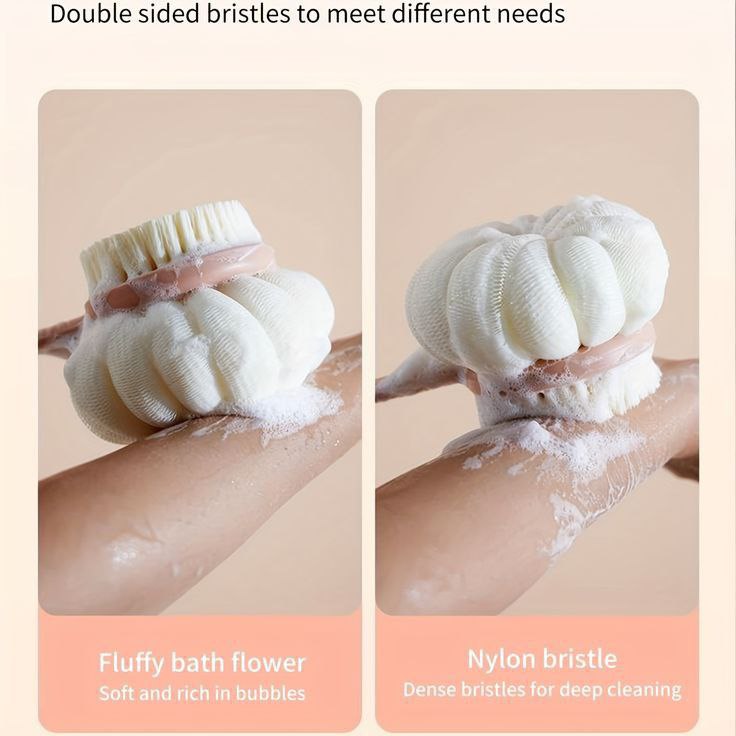 Double sided bristles to meet different needs
Fluffy bath flower
Soft and rich in bubbles
Nylon bristle
Dense bristles for deep cleaning